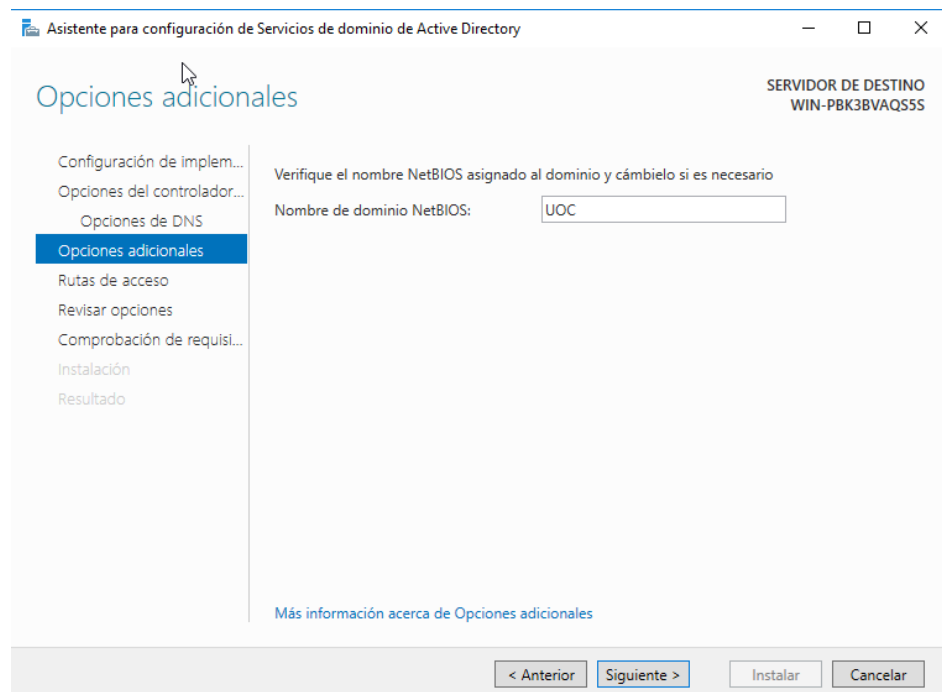 Asistente para configuración de Servicios de dominio de Active Directory
Opciones adicionales
SERVIDOR DE DESTINO
WIN-PBK3BVAQS5S
Configuración de implem...
Opciones del controlador...
Opciones de DNS
Opciones adicionales
Rutas de acceso
Revisar opciones
Comprobación de requisi...
Instalación
Resultado
Verifique el nombre NetBIOS asignado al dominio y cámbielo si es necesario
Nombre de dominio NetBIOS: UOC
Más información acerca de Opciones adicionales
< Anterior Siguiente > Instalar Cancelar